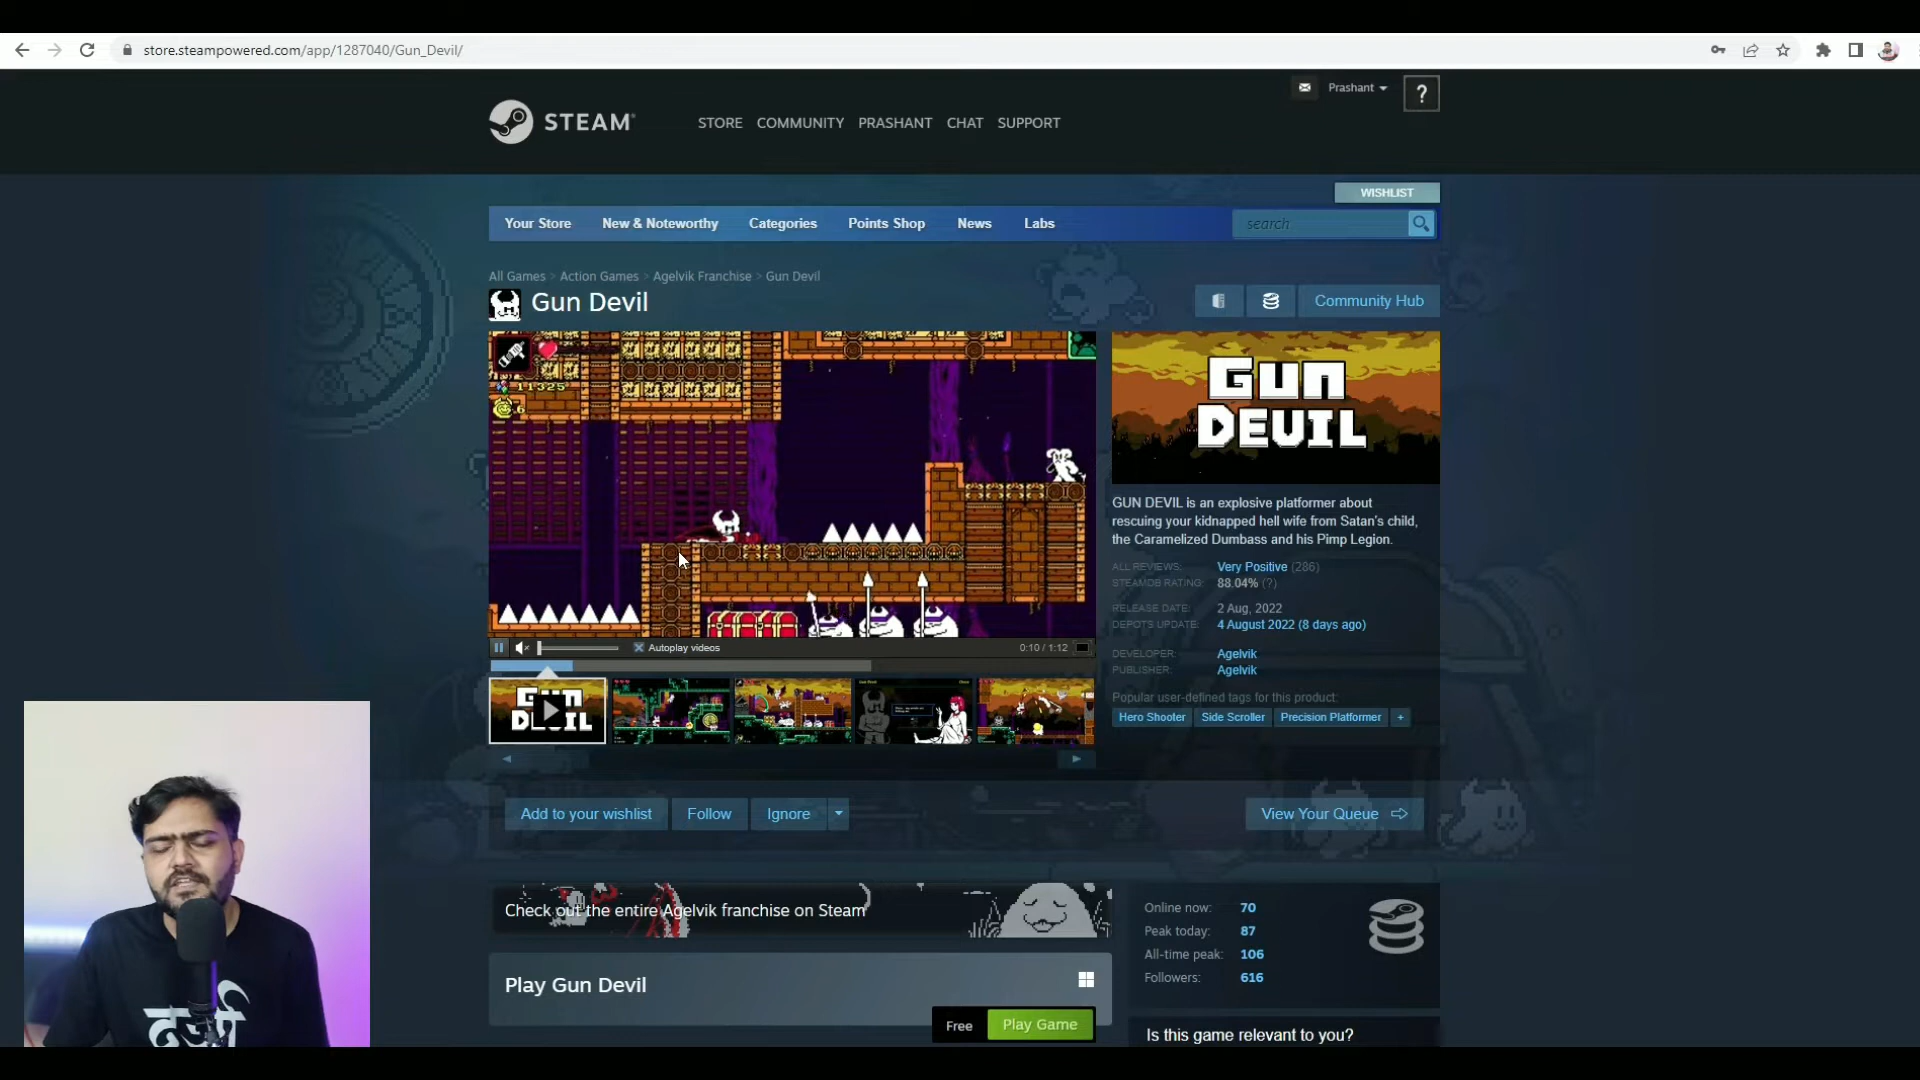 store.steampowered.com/app/1287040/Gun_Devil/
Prashant
?
STEAM
STORE COMMUNITY PRASHANT CHAT SUPPORT
WISHLIST
Your Store New & Noteworthy Categories Points Shop News Labs
search
All Games > Action Games > Agelvik Franchise > Gun Devil
Gun Devil
Community Hub
11325
6
GUN
DEVIL
GUN DEVIL is an explosive platformer about
rescuing your kidnapped hell wife from Satan's child,
the Caramelized Dumbass and his Pimp Legion.
ALL REVIEWS: Very Positive (286)
STEAMDB RATING: 88.04% (?)
RELEASE DATE: 2 Aug, 2022
DEPOTS UPDATE: 4 August 2022 (8 days ago)
DEVELOPER: Agelvik
PUBLISHER: Agelvik
Popular user-defined tags for this product:
Hero Shooter Side Scroller Precision Platformer +
Autoplay videos
0:10 / 1:12
GUN
DEVIL
Add to your wishlist Follow Ignore
View Your Queue
Check out the entire Agelvik franchise on Steam
Online now: 70
Peak today: 87
All-time peak: 106
Followers: 616
Play Gun Devil
Free Play Game
Is this game relevant to you?